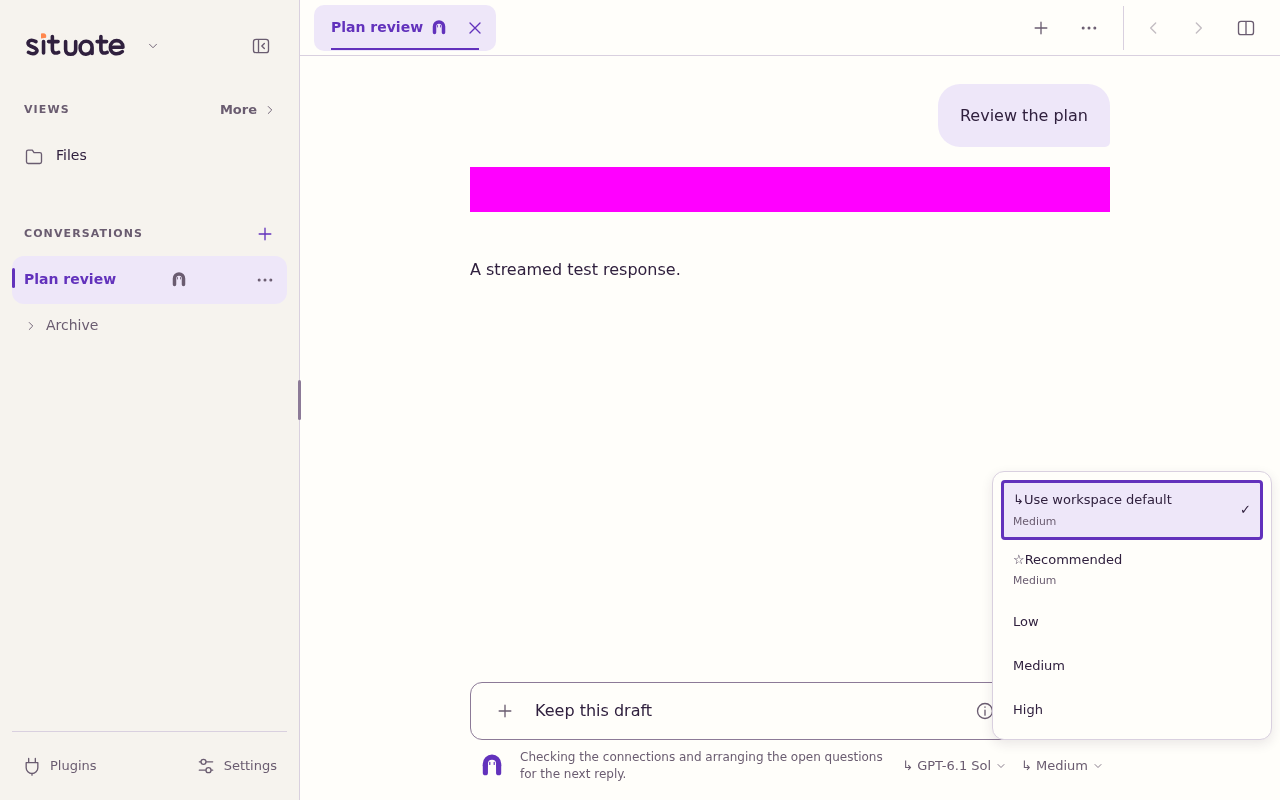 situate
VIEWS
More
Files
CONVERSATIONS
Plan review
Archive
Plugins
Settings
Plan review
Review the plan
A streamed test response.
Keep this draft
Checking the connections and arranging the open questions
for the next reply.
↳ GPT-6.1 Sol
↳ Medium
↳Use workspace default ✓
Medium
☆Recommended
Medium
Low
Medium
High